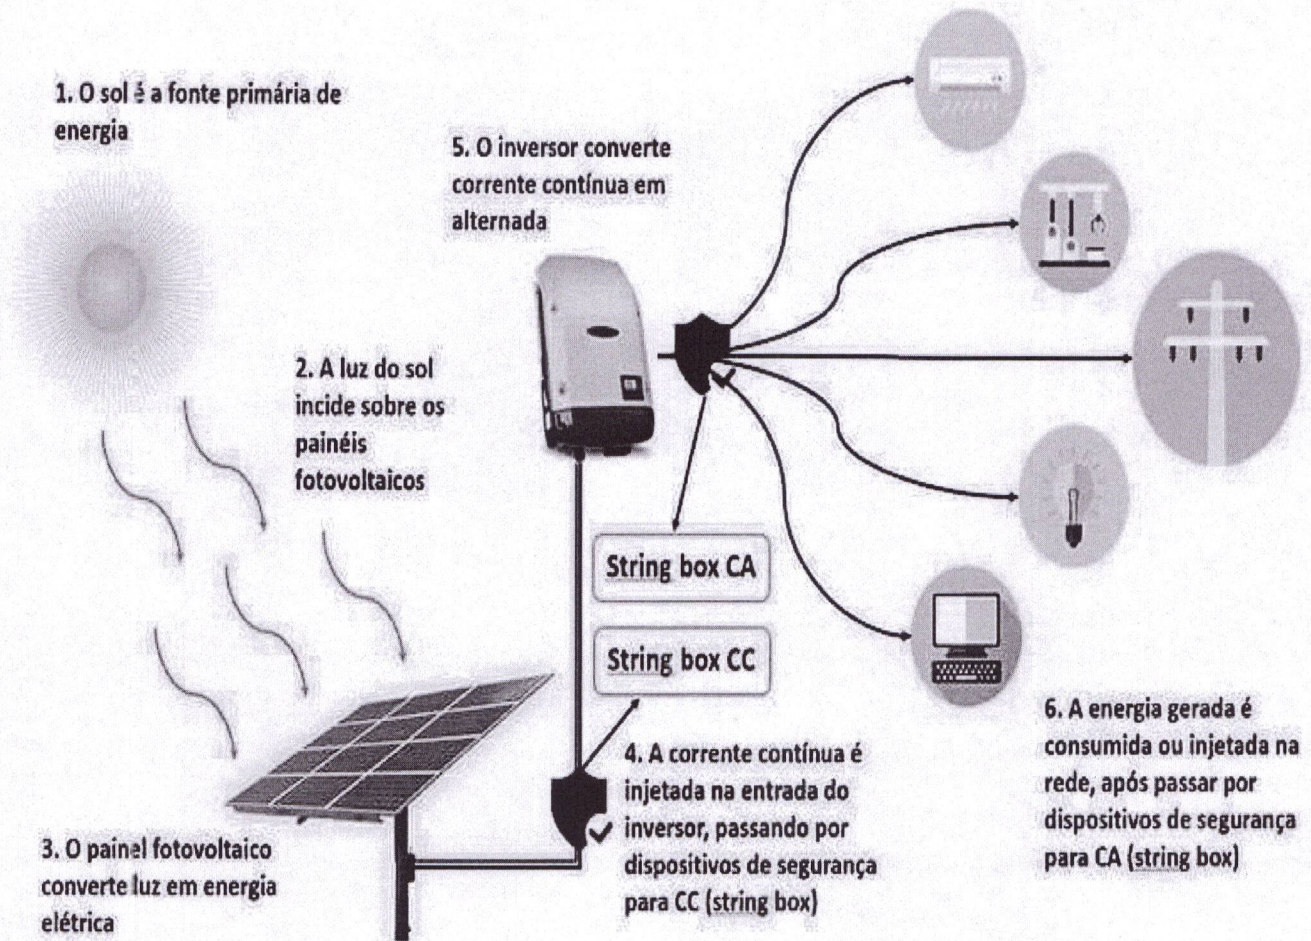 1. O sol é a fonte primária de
energia
2. A luz do sol
incide sobre os
painéis
fotovoltaicos
3. O painel fotovoltaico
converte luz em energia
elétrica
4. A corrente contínua é
injetada na entrada do
inversor, passando por
dispositivos de segurança
para CC (string box)
5. O inversor converte
corrente contínua em
alternada
String box CA
String box CC
6. A energia gerada é
consumida ou injetada na
rede, após passar por
dispositivos de segurança
para CA (string box)